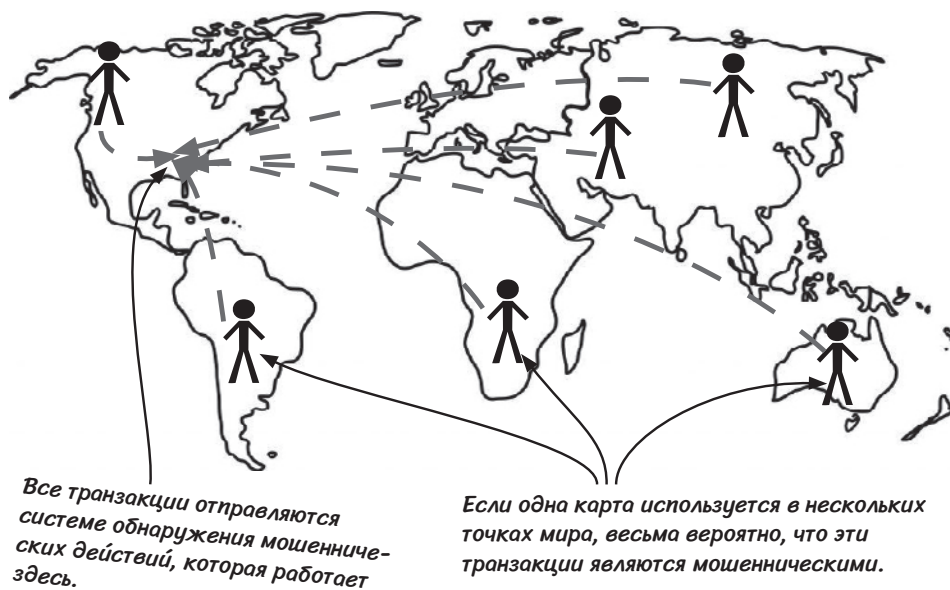 Все транзакции отправляются
системе обнаружения мошенниче-
ских действий, которая работает
здесь.
Если одна карта используется в нескольких
точках мира, весьма вероятно, что эти
транзакции являются мошенническими.